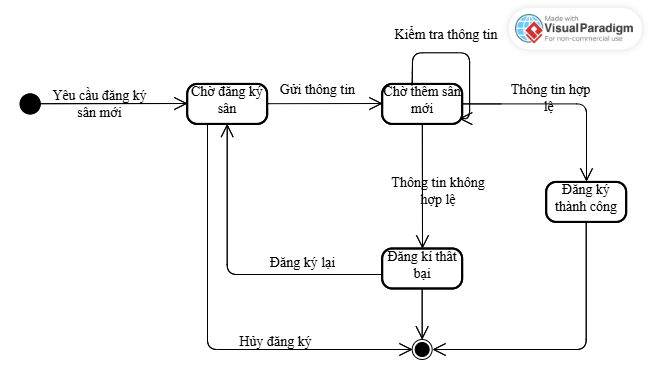 Made with
VisualParadigm
For non-commercial use
Kiểm tra thông tin
Yêu cầu đăng ký
sân mới
Chờ đăng ký
sân
Gửi thông tin
Chờ thêm sân
mới
Thông tin hợp
lệ
Thông tin không
hợp lệ
Đăng ký
thành công
Đăng kí thất
bại
Đăng ký lại
Hủy đăng ký